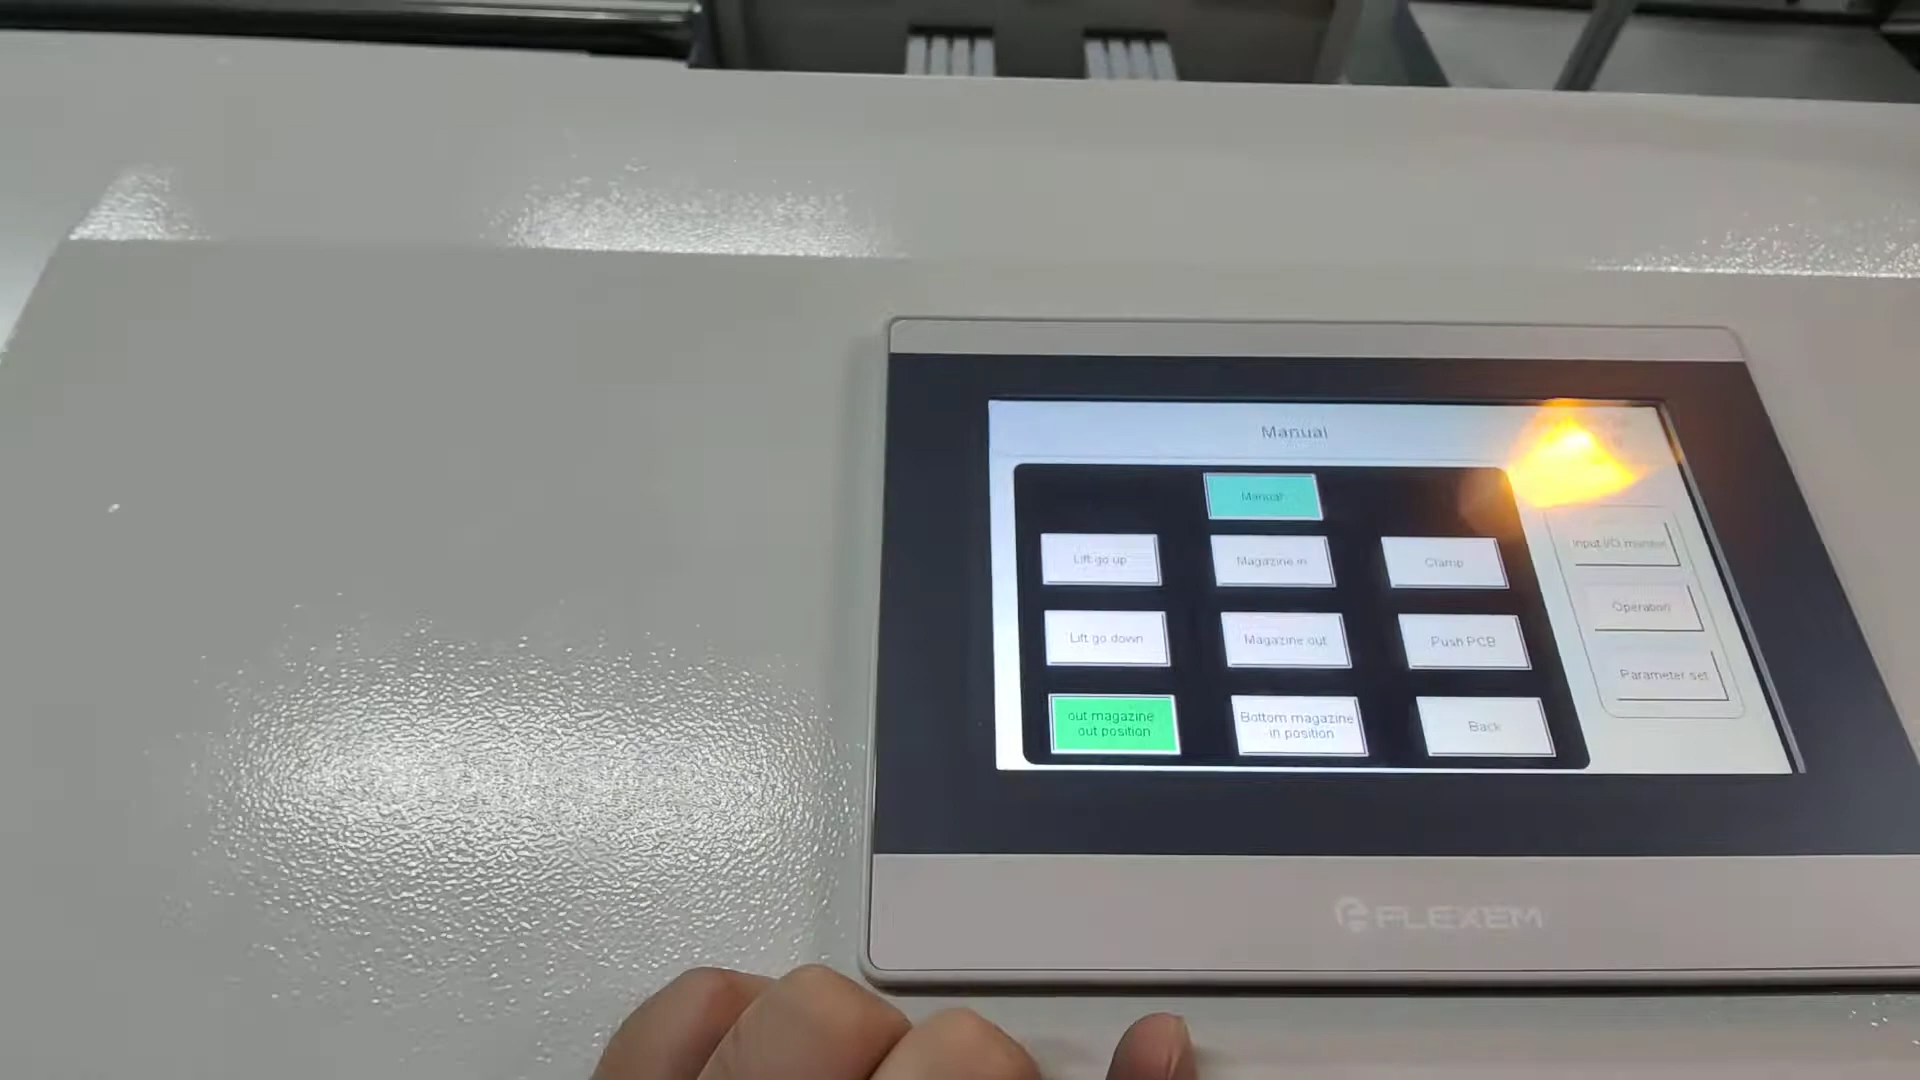 Manual
Manual
Lift go up
Magazine in
Clamp
Input I/O moniter
Lift go down
Magazine out
Push PCB
Operation
Parameter set
out magazine
out position
Bottom magazine
in position
Back
FLEXEM